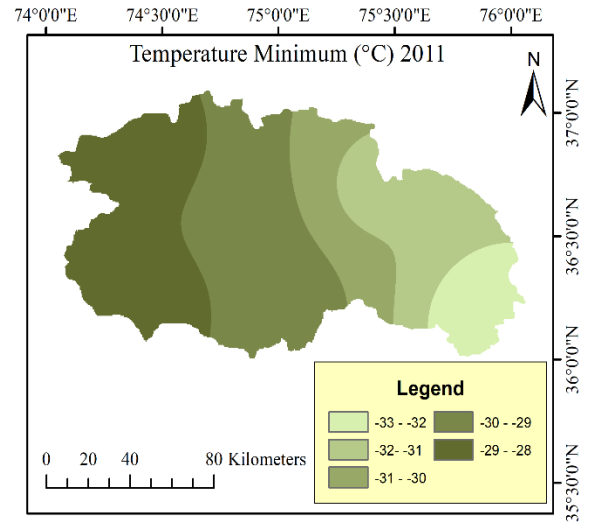 74°0'0"E 74°30'0"E 75°0'0"E 75°30'0"E 76°0'0"E
Temperature Minimum (°C) 2011
N
37°0'0"N
36°30'0"N
36°0'0"N
35°30'0"N
Legend
-33 - -32
-30 - -29
-32 - -31
-29 - -28
-31 - -30
0 20 40 80 Kilometers